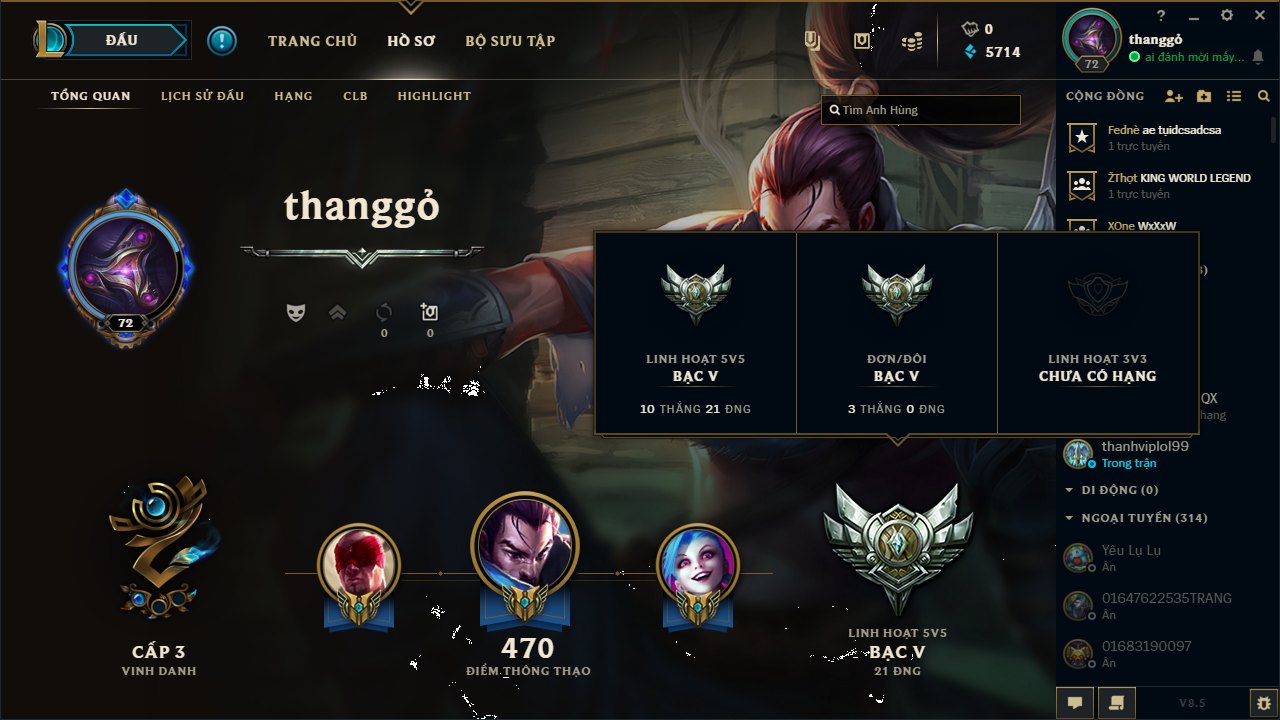 ĐẤU
TRANG CHỦ
HỒ SƠ
BỘ SƯU TẬP
0
5714
?
thanggỏ
ai đánh mời mấy...
72
TỔNG QUAN
LỊCH SỬ ĐẤU
HẠNG
CLB
HIGHLIGHT
Tìm Anh Hùng
CỘNG ĐỒNG
Fednè ae tụidcsadcsa
1 trực tuyến
ŽThọt KING WORLD LEGEND
1 trực tuyến
XOne WxXxW
thanggỏ
72
0
0
LINH HOẠT 5V5
BẠC V
10 THẮNG 21 ĐNG
ĐƠN/ĐÔI
BẠC V
3 THẮNG 0 ĐNG
LINH HOẠT 3V3
CHƯA CÓ HẠNG
QX
hạng
thanhviplol99
Trong trận
DI ĐỘNG (0)
NGOẠI TUYẾN (314)
Yêu Lụ Lụ
Ẩn
01647622535TRANG
Ẩn
01683190097
Ẩn
CẤP 3
VINH DANH
470
ĐIỂM THÔNG THẠO
LINH HOẠT 5V5
BẠC V
21 ĐNG
V8.5